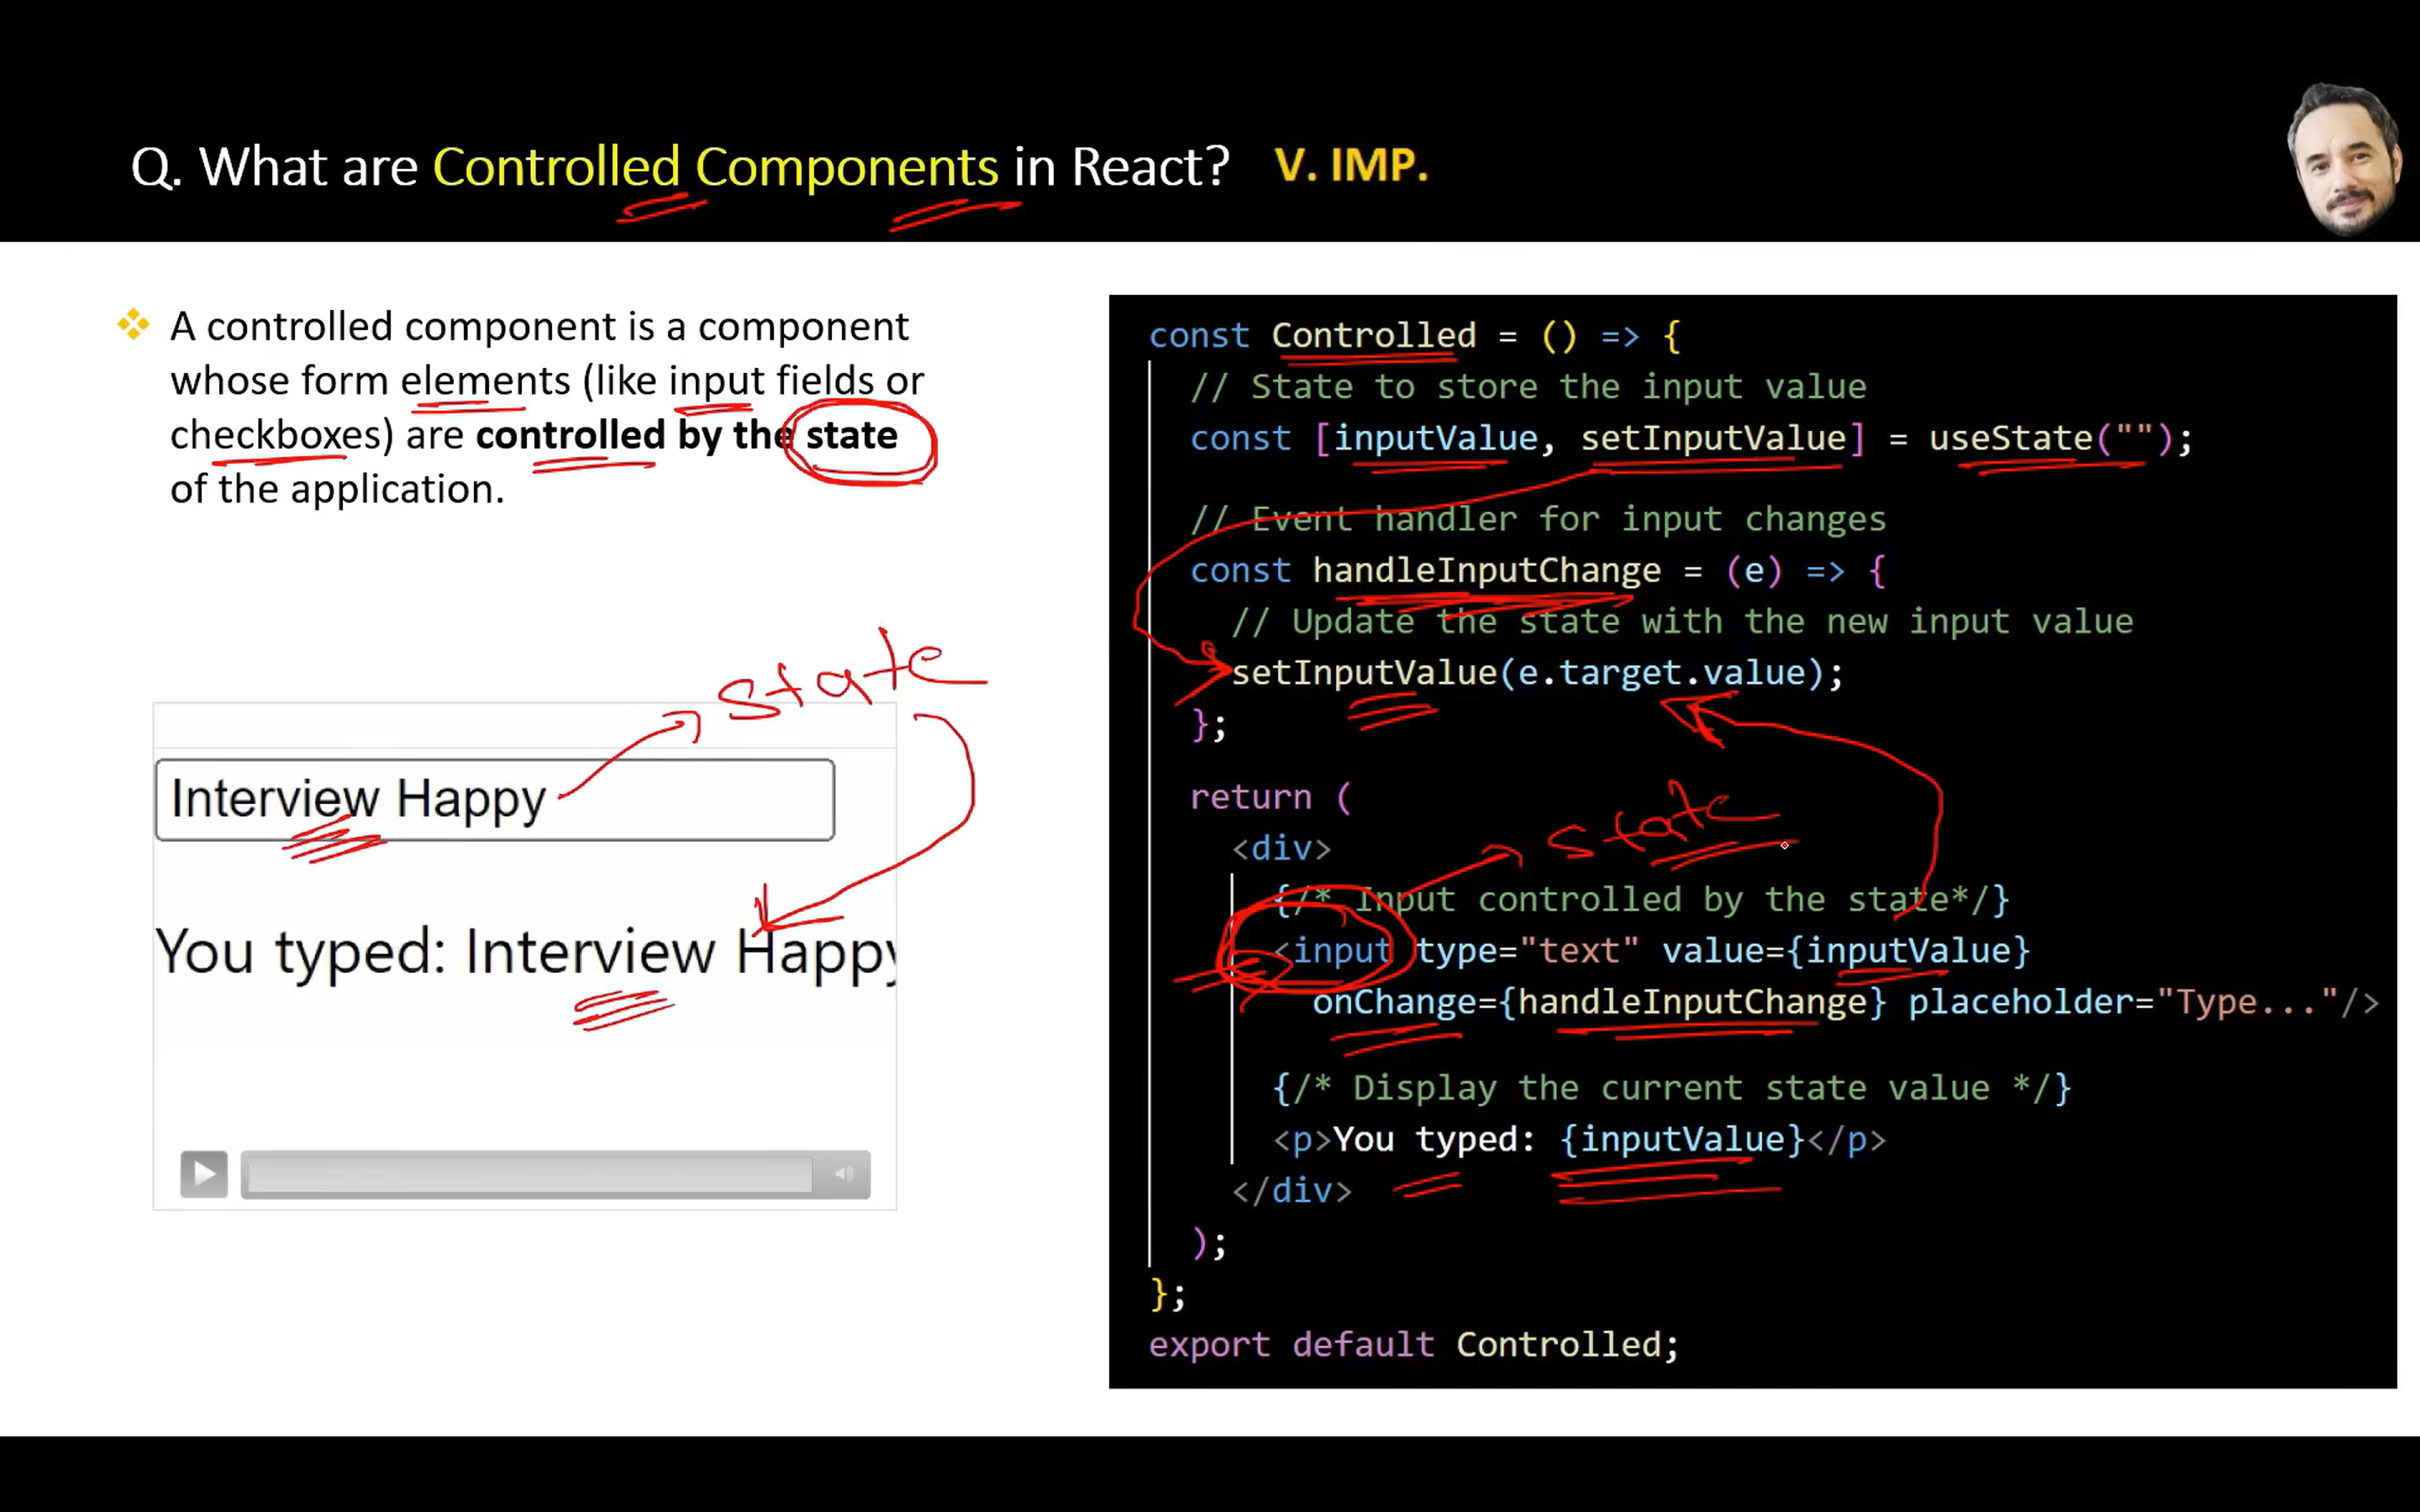 Q. What are Controlled Components in React? V. IMP.
A controlled component is a component
whose form elements (like input fields or
checkboxes) are controlled by the state
of the application.
state
Interview Happy
You typed: Interview Happy
const Controlled = () => {
// State to store the input value
const [inputValue, setInputValue] = useState("");
// Event handler for input changes
const handleInputChange = (e) => {
// Update the state with the new input value
setInputValue(e.target.value);
};
return (
state
<div>
{/* Input controlled by the state*/}
<input type="text" value={inputValue}
onChange={handleInputChange} placeholder="Type..."/>
{/* Display the current state value */}
<p>You typed: {inputValue}</p>
</div>
);
};
export default Controlled;